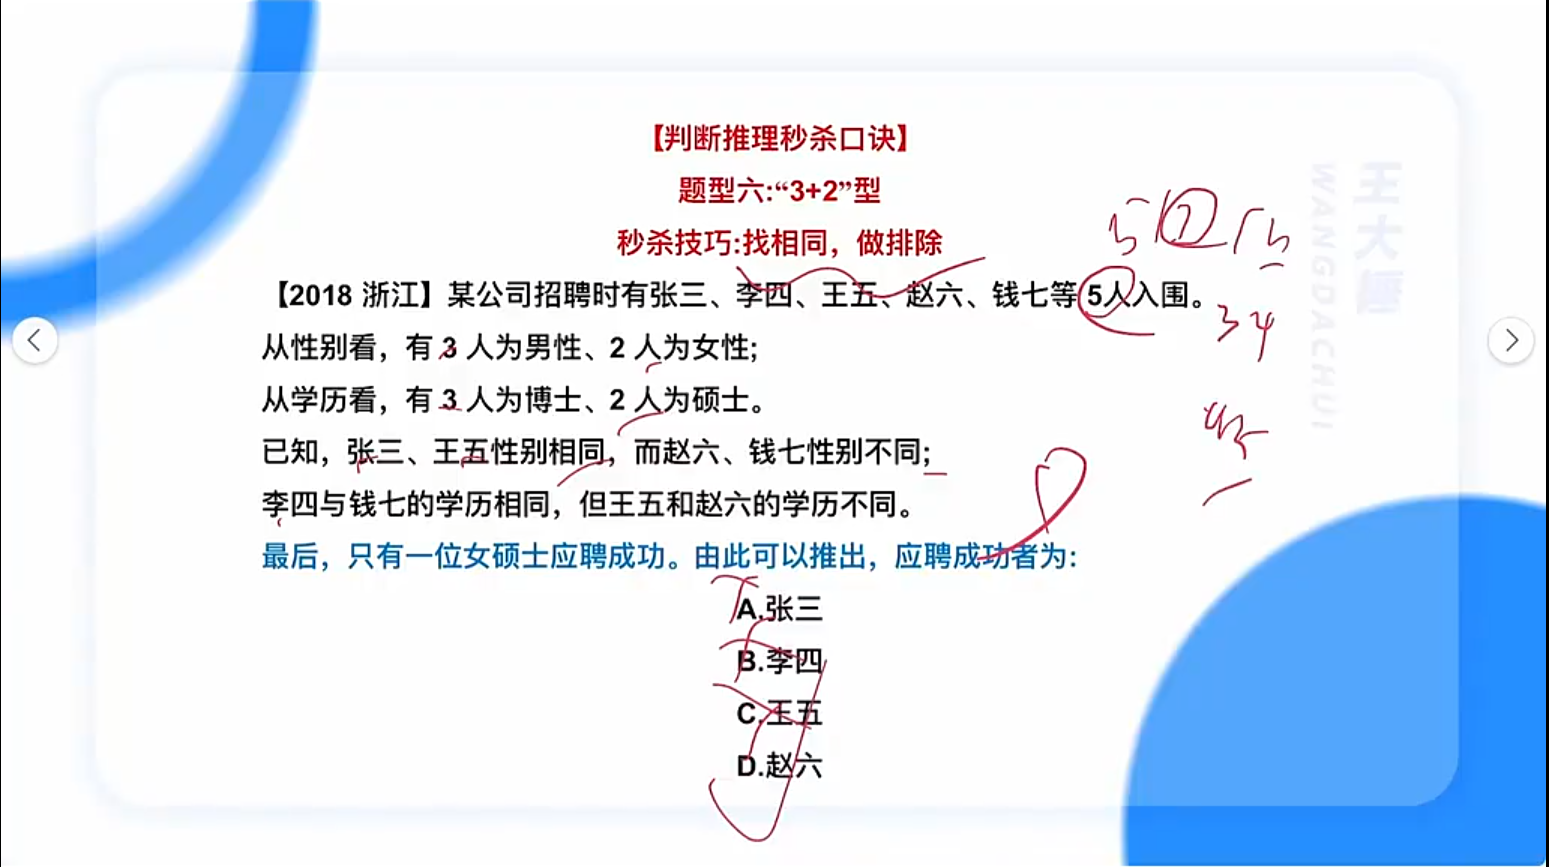 【判断推理秒杀口诀】
题型六:“3+2”型
秒杀技巧:找相同，做排除
【2018 浙江】某公司招聘时有张三、李四、王五、赵六、钱七等 5人入围。
从性别看，有 3 人为男性、2 人为女性;
从学历看，有 3 人为博士、2 人为硕士。
已知，张三、王五性别相同，而赵六、钱七性别不同;
李四与钱七的学历相同，但王五和赵六的学历不同。
最后，只有一位女硕士应聘成功。由此可以推出，应聘成功者为:
A.张三
B.李四
C.王五
D.赵六
王大
WANGDACHUI
34